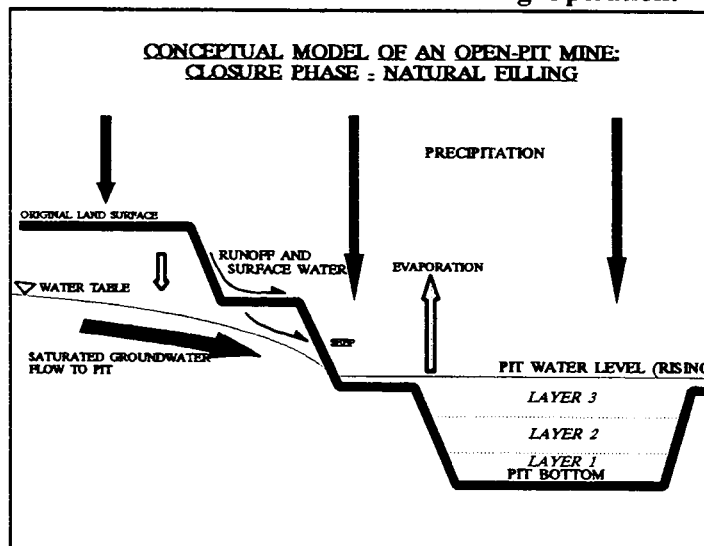 g operation.
CONCEPTUAL MODEL OF AN OPEN-PIT MINE:
CLOSURE PHASE - NATURAL FILLING
PRECIPITATION
ORIGINAL LAND SURFACE
RUNOFF AND
SURFACE WATER
EVAPORATION
WATER TABLE
SEEP
SATURATED GROUNDWATER
FLOW TO PIT
PIT WATER LEVEL (RISING
LAYER 3
LAYER 2
LAYER 1
PIT BOTTOM